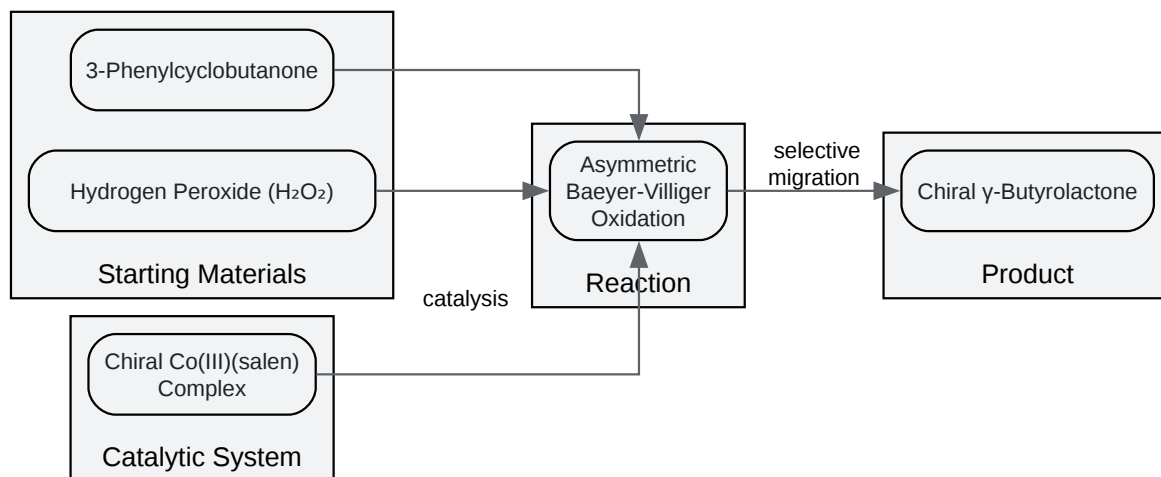 3-Phenylcyclobutanone
Hydrogen Peroxide (H₂O₂)
Starting Materials
Asymmetric
Baeyer-Villiger
Oxidation
Reaction
selective
migration
Chiral γ-Butyrolactone
Product
catalysis
Chiral Co(III)(salen)
Complex
Catalytic System